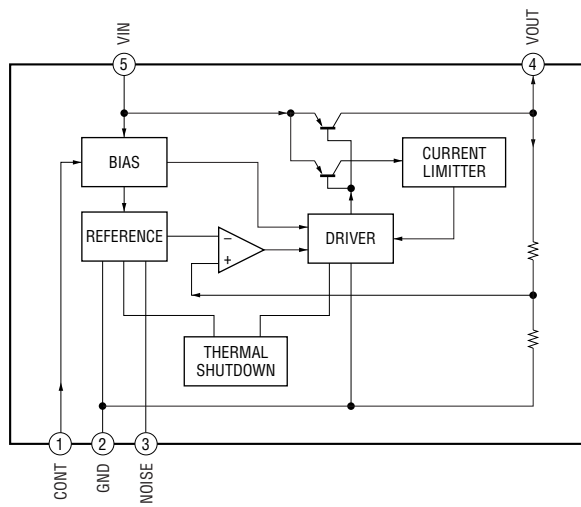 VIN
VOUT
5
4
BIAS
CURRENT
LIMITTER
REFERENCE
−
+
DRIVER
THERMAL
SHUTDOWN
1
2
3
CONT
GND
NOISE